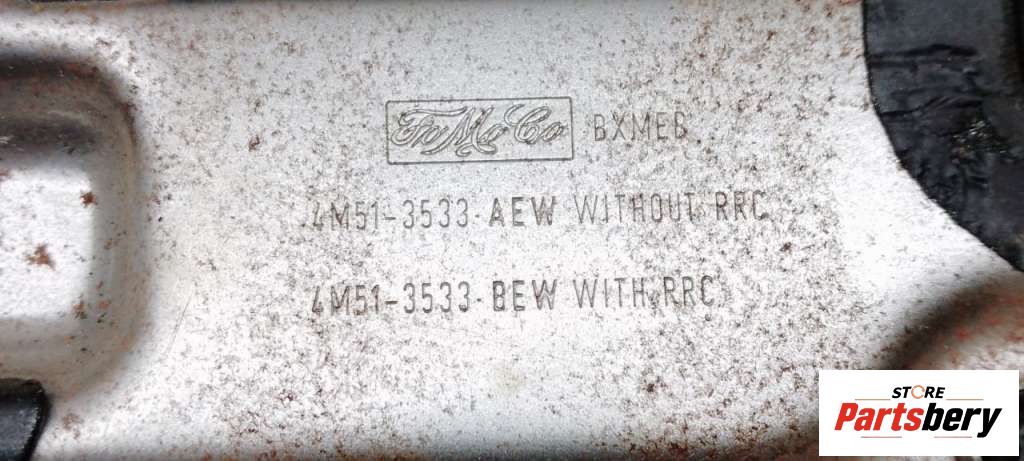 FoMoCo BXMEB
4M51-3533-AEW WITHOUT RRC
4M51-3533-BEW WITH RRC
STORE
Partsbery